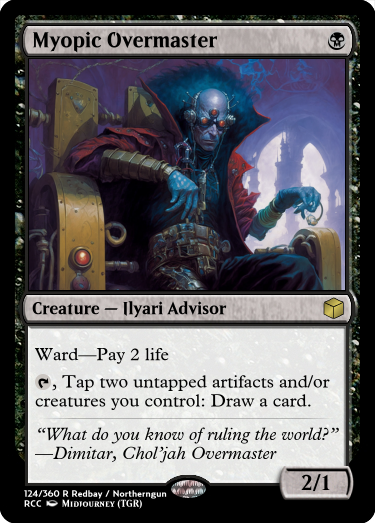 Myopic Overmaster
Creature — Ilyari Advisor
Ward—Pay 2 life
, Tap two untapped artifacts and/or
creatures you control: Draw a card.
“What do you know of ruling the world?”
—Dimitar, Chol’jah Overmaster
2/1
124/360 R Redbay / Northerngun
RCC Midjourney (TGR)